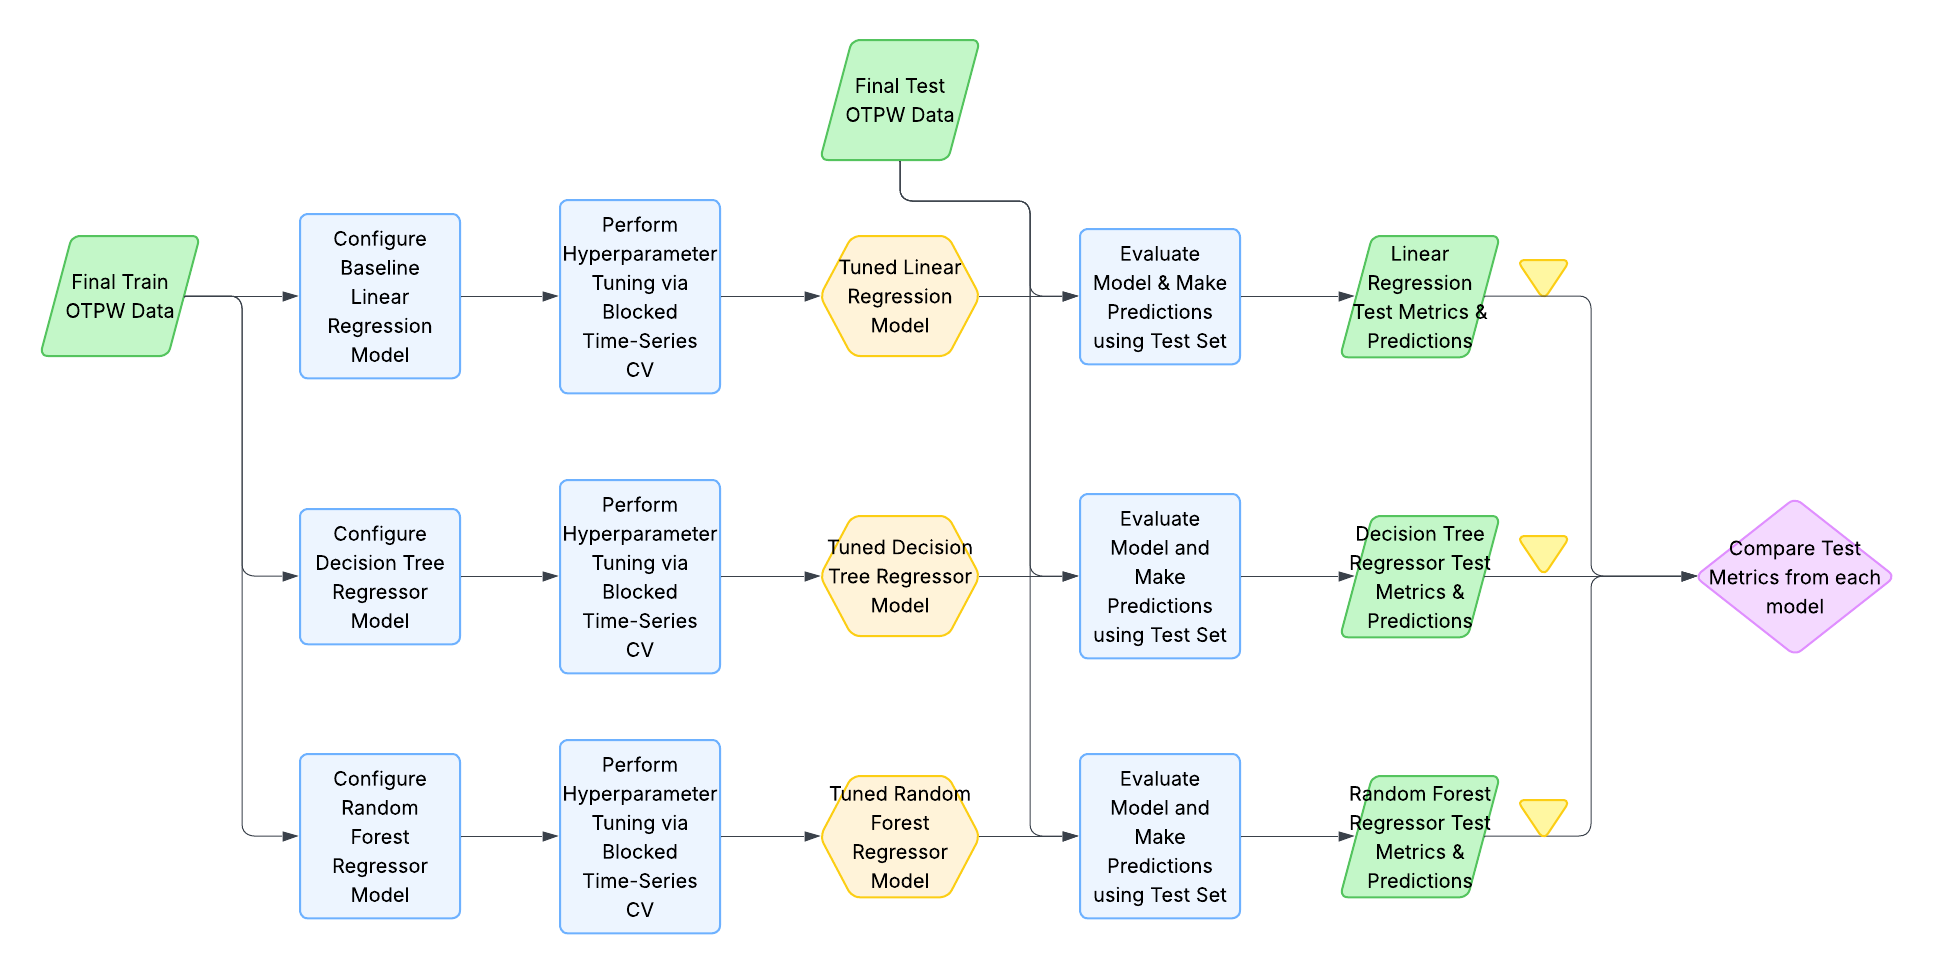 Final Test
OTPW Data
Final Train
OTPW Data
Configure
Baseline
Linear
Regression
Model
Perform
Hyperparameter
Tuning via
Blocked
Time-Series
CV
Tuned Linear
Regression
Model
Evaluate
Model & Make
Predictions
using Test Set
Linear
Regression
Test Metrics &
Predictions
Configure
Decision Tree
Regressor
Model
Perform
Hyperparameter
Tuning via
Blocked
Time-Series
CV
Tuned Decision
Tree Regressor
Model
Evaluate
Model and
Make
Predictions
using Test Set
Decision Tree
Regressor Test
Metrics &
Predictions
Compare Test
Metrics from each
model
Configure
Random
Forest
Regressor
Model
Perform
Hyperparameter
Tuning via
Blocked
Time-Series
CV
Tuned Random
Forest
Regressor
Model
Evaluate
Model and
Make
Predictions
using Test Set
Random Forest
Regressor Test
Metrics &
Predictions